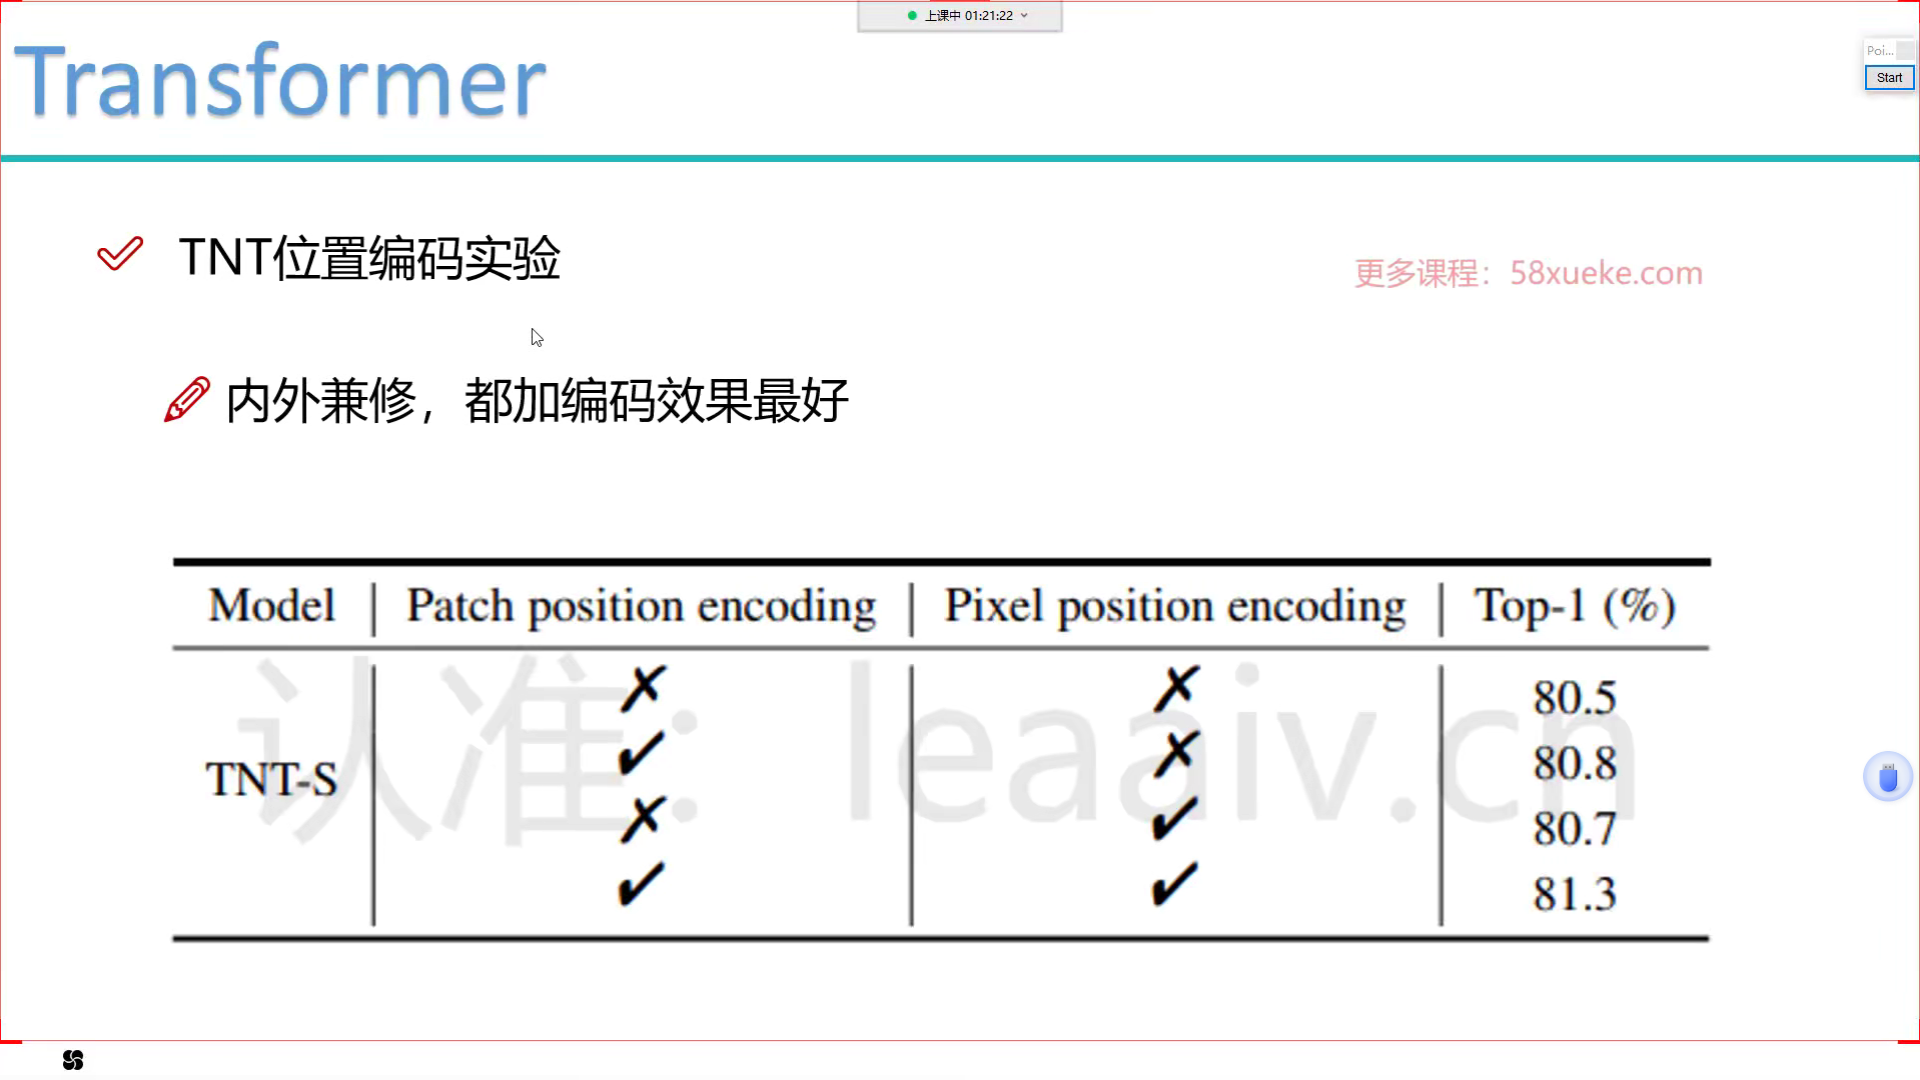 上课中 01:21:22
Poi...
Start
Transformer
TNT位置编码实验
更多课程：58xueke.com
内外兼修，都加编码效果最好
Model Patch position encoding Pixel position encoding Top-1 (%)
✗ ✗ 80.5
✓ ✗ 80.8
TNT-S
✗ ✓ 80.7
✓ ✓ 81.3
认准：leaaiv.cn